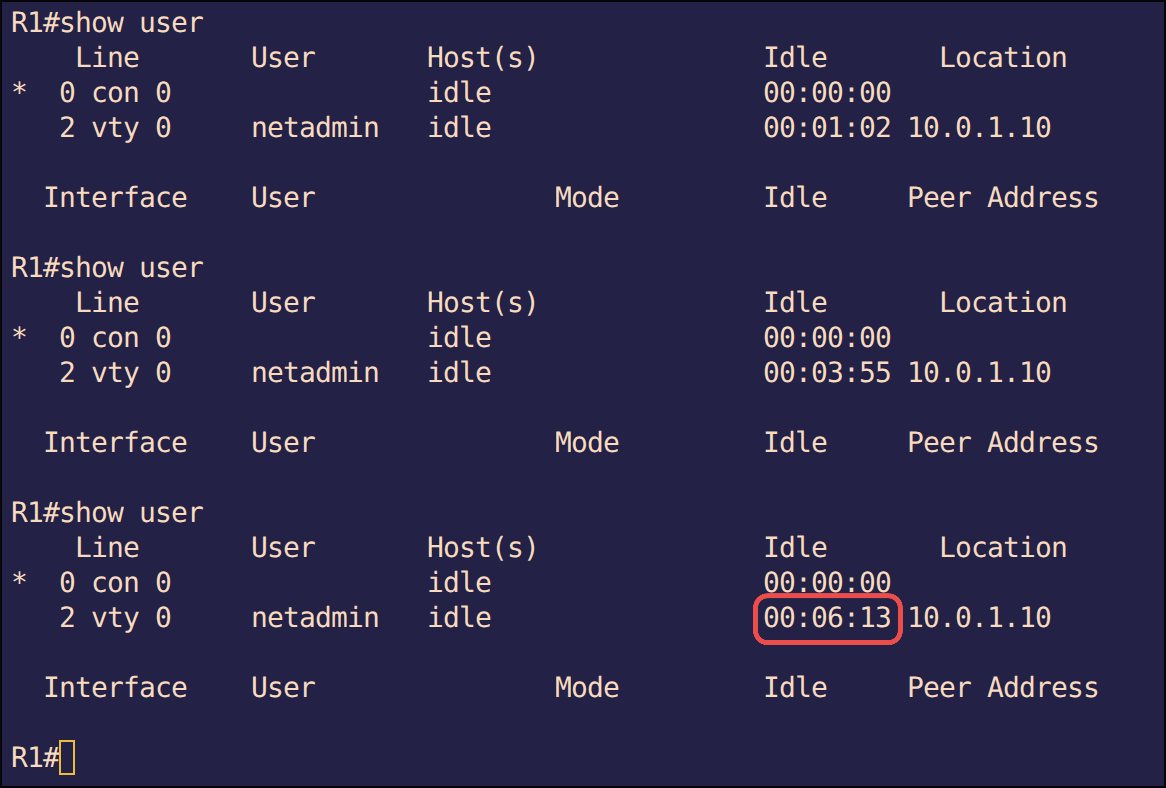 R1#show user
Line User Host(s) Idle Location
* 0 con 0 idle 00:00:00
2 vty 0 netadmin idle 00:01:02 10.0.1.10
Interface User Mode Idle Peer Address
R1#show user
Line User Host(s) Idle Location
* 0 con 0 idle 00:00:00
2 vty 0 netadmin idle 00:03:55 10.0.1.10
Interface User Mode Idle Peer Address
R1#show user
Line User Host(s) Idle Location
* 0 con 0 idle 00:00:00
2 vty 0 netadmin idle 00:06:13 10.0.1.10
Interface User Mode Idle Peer Address
R1#